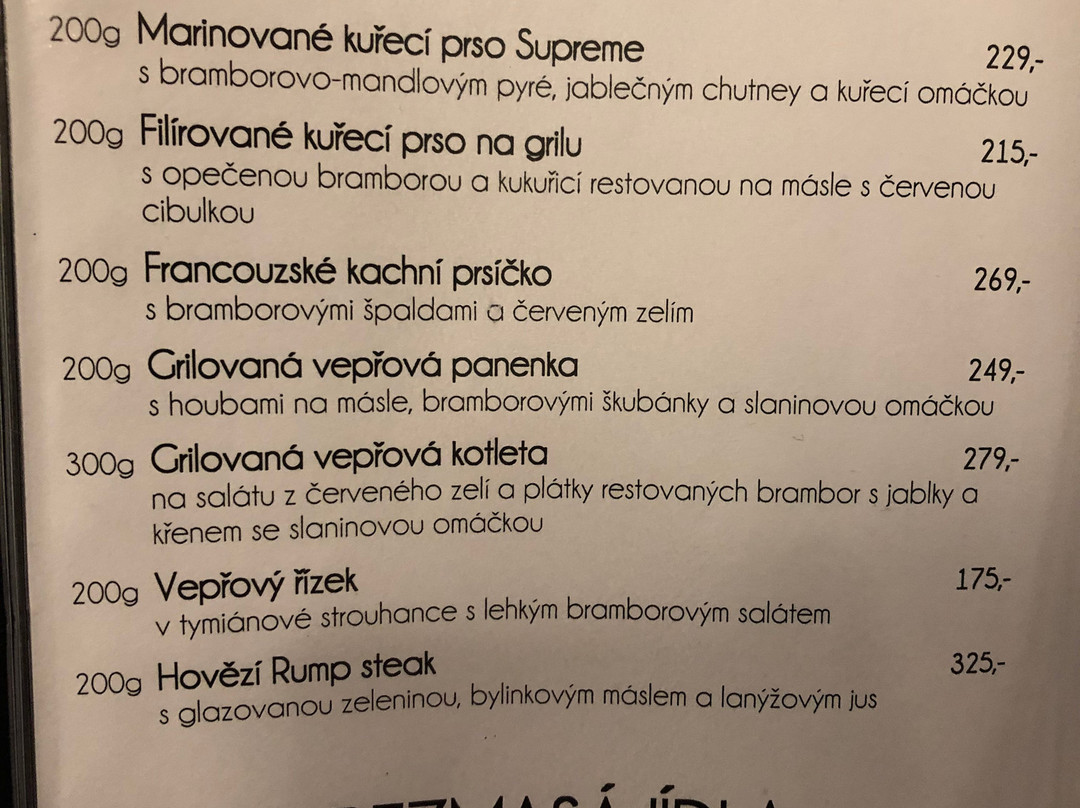 200g Marinované kuřecí prso Supreme 229,-
s bramborovo-mandlovým pyré, jablečným chutney a kuřecí omáčkou
200g Filírované kuřecí prso na grilu 215,-
s opečenou bramborou a kukuřicí restovanou na másle s červenou
cibulkou
200g Francouzské kachní prsíčko 269,-
s bramborovými špaldami a červeným zelím
200g Grilovaná vepřová panenka 249,-
s houbami na másle, bramborovými škubánky a slaninovou omáčkou
300g Grilovaná vepřová kotleta 279,-
na salátu z červeného zelí a plátky restovaných brambor s jablky a
křenem se slaninovou omáčkou
200g Vepřový řízek 175,-
v tymiánové strouhance s lehkým bramborovým salátem
200g Hovězí Rump steak 325,-
s glazovanou zeleninou, bylinkovým máslem a lanýžovým jus